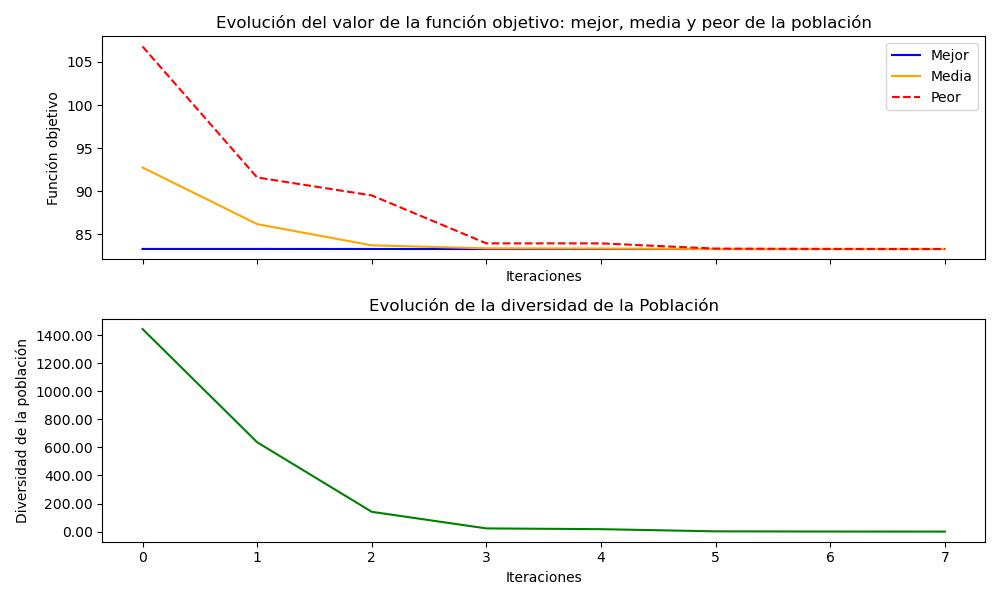 Evolución del valor de la función objetivo: mejor, media y peor de la población
Mejor
Media
Peor
Función objetivo
105
100
95
90
85
Iteraciones
Evolución de la diversidad de la Población
Diversidad de la población
1400.00
1200.00
1000.00
800.00
600.00
400.00
200.00
0.00
0 1 2 3 4 5 6 7
Iteraciones